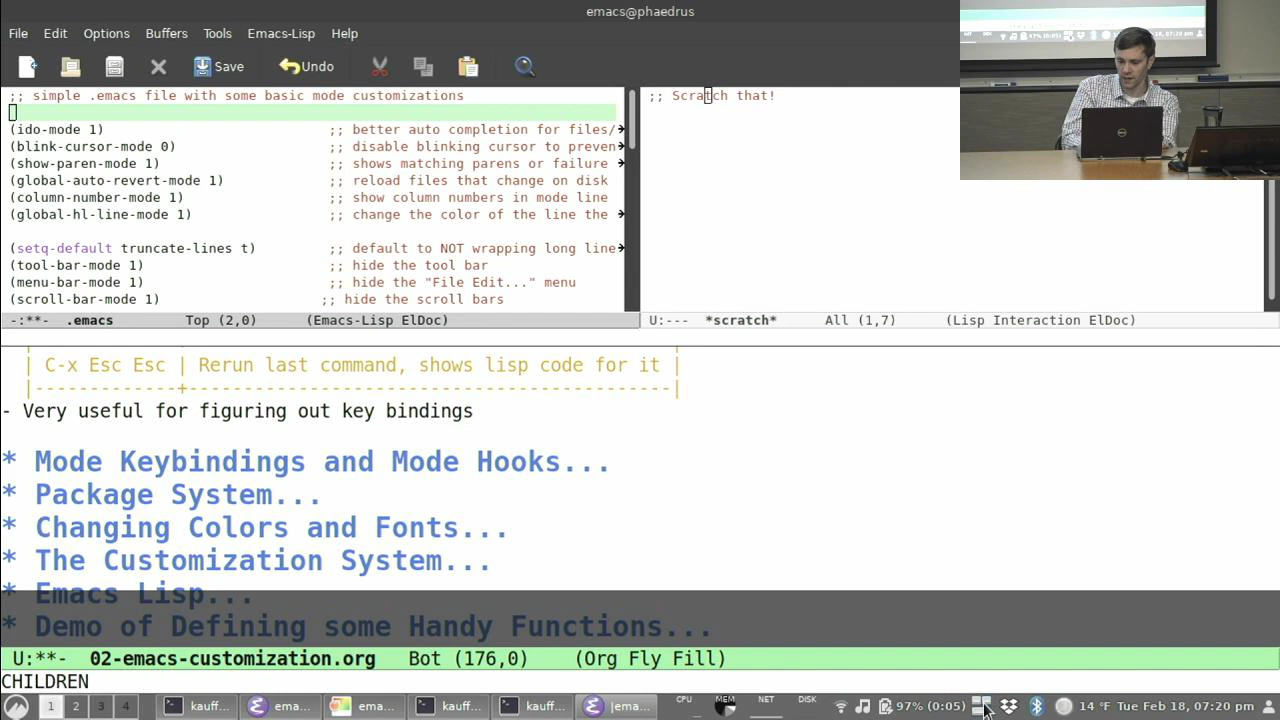 emacs@phaedrus
File Edit Options Buffers Tools Emacs-Lisp Help
Save Undo
;; simple .emacs file with some basic mode customizations
(ido-mode 1) ;; better auto completion for files/
(blink-cursor-mode 0) ;; disable blinking cursor to preven
(show-paren-mode 1) ;; shows matching parens or failure
(global-auto-revert-mode 1) ;; reload files that change on disk
(column-number-mode 1) ;; show column numbers in mode line
(global-hl-line-mode 1) ;; change the color of the line the
(setq-default truncate-lines t) ;; default to NOT wrapping long line
(tool-bar-mode 1) ;; hide the tool bar
(menu-bar-mode 1) ;; hide the "File Edit..." menu
(scroll-bar-mode 1) ;; hide the scroll bars
-:**- .emacs Top (2,0) (Emacs-Lisp ElDoc)
;; Scratch that!
U:--- *scratch* All (1,7) (Lisp Interaction ElDoc)
| C-x Esc Esc | Rerun last command, shows lisp code for it |
|-------------+-----------------------------------------|
- Very useful for figuring out key bindings
* Mode Keybindings and Mode Hooks...
* Package System...
* Changing Colors and Fonts...
* The Customization System...
* Emacs Lisp...
* Demo of Defining some Handy Functions...
U:**- 02-emacs-customization.org Bot (176,0) (Org Fly Fill)
CHILDREN
1 2 3 4 kauff... ema... ema... kauff... kauff... |ema... CPU MEM NET DISK 97% (0:05) 14 °F Tue Feb 18, 07:20 pm